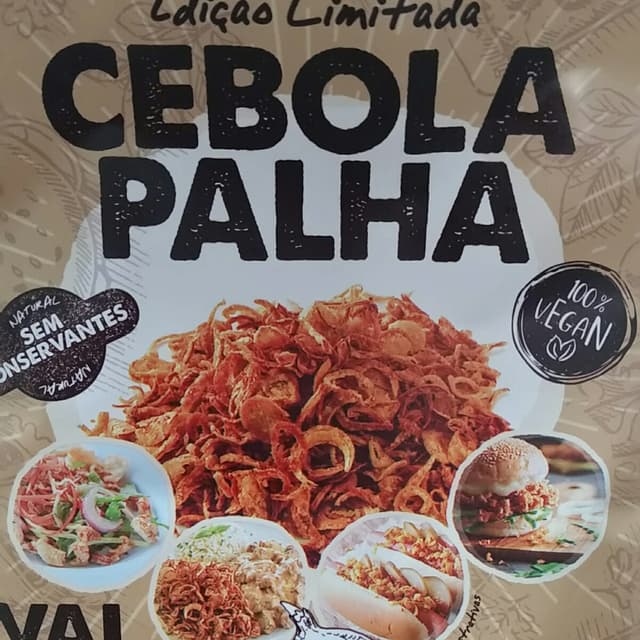 Edição Limitada
CEBOLA
PALHA
NATURAL
SEM
CONSERVANTES
NATURAL
100%
VEGAN
VAI